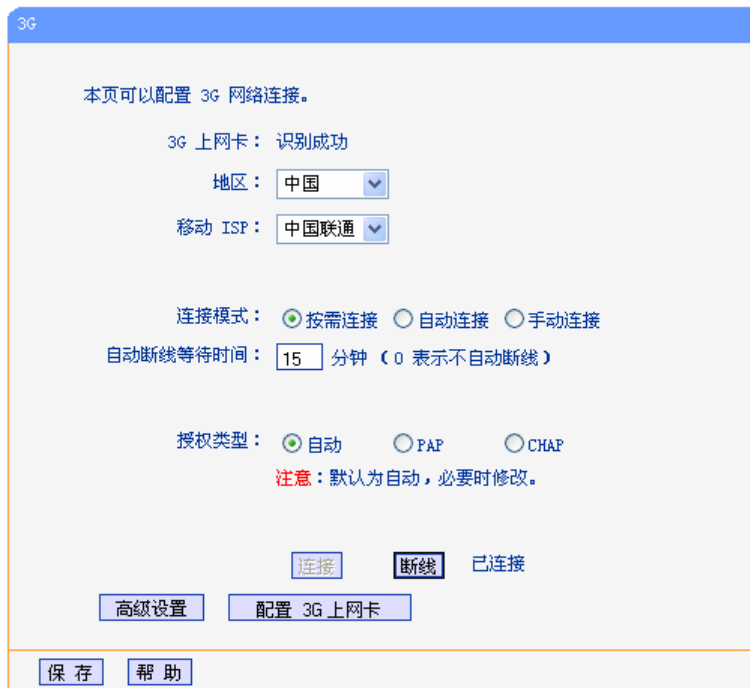 3G
本页可以配置 3G 网络连接。
3G 上网卡： 识别成功
地区： 中国
移动 ISP： 中国联通
连接模式： 按需连接 自动连接 手动连接
自动断线等待时间： 15 分钟（0 表示不自动断线）
授权类型： 自动 PAP CHAP
注意：默认为自动，必要时修改。
连接 断线 已连接
高级设置 配置 3G 上网卡
保 存 帮 助